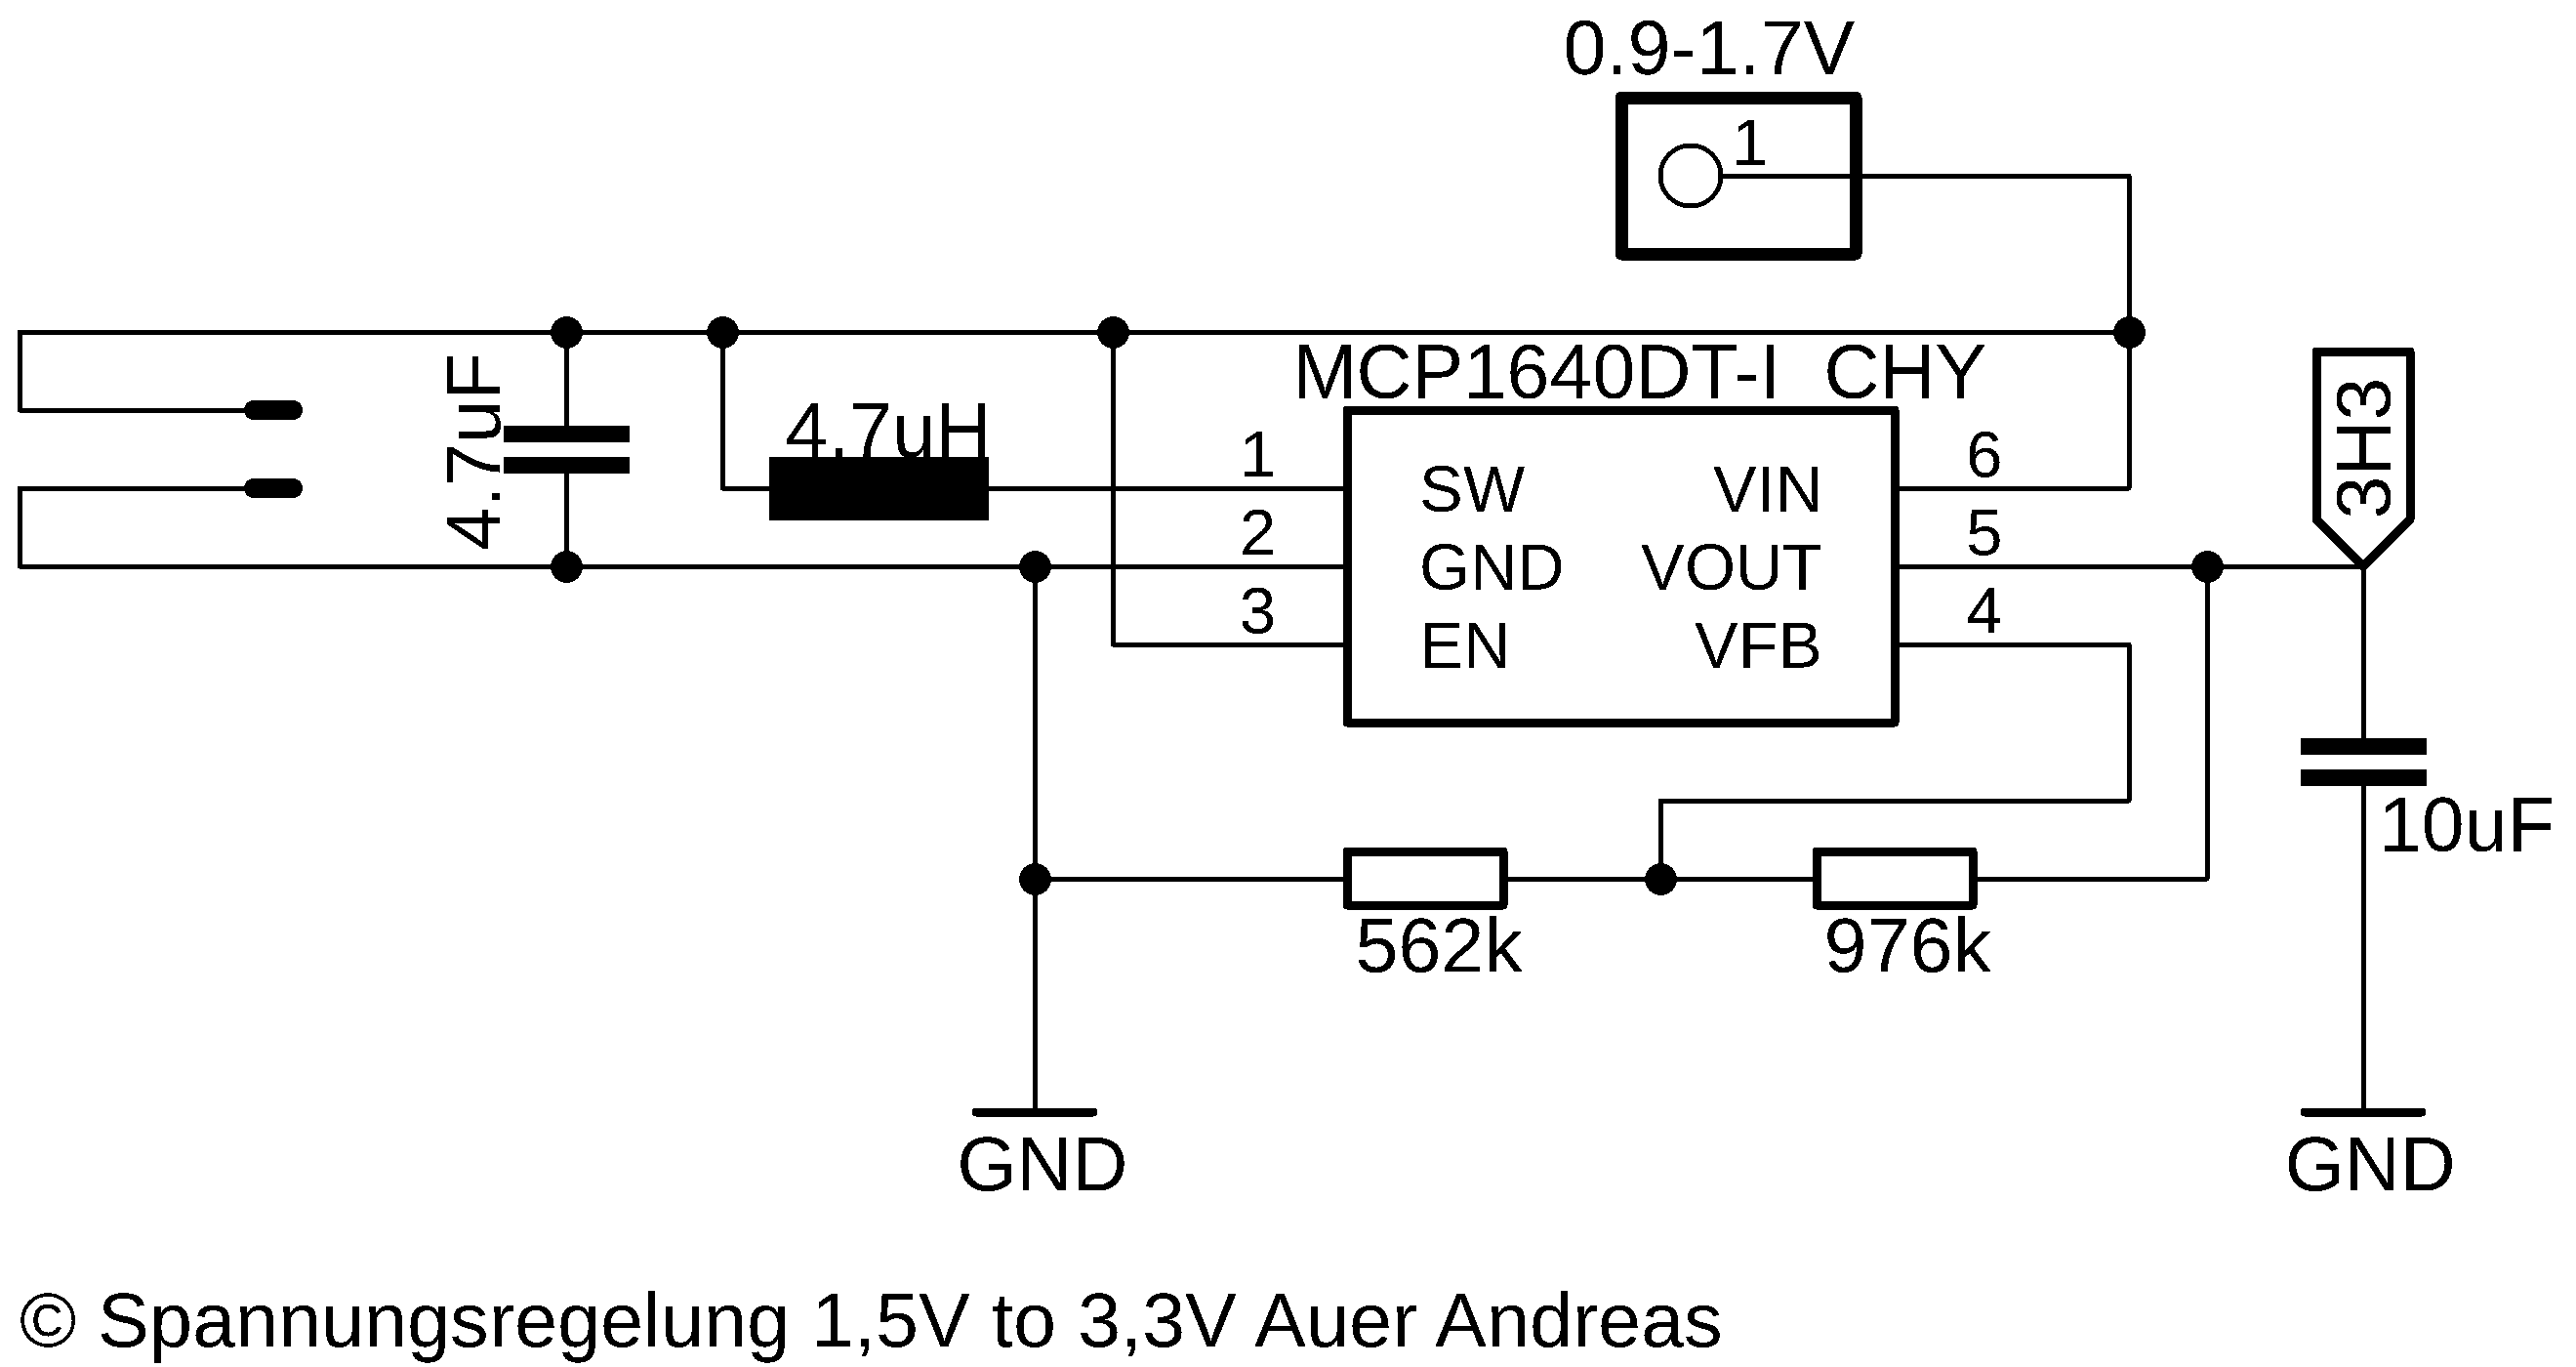 0.9-1.7V
1
MCP1640DT-I CHY
3H3
4.7uF
4.7uH
1
6
SW
VIN
2
5
GND
VOUT
3
4
EN
VFB
10uF
562k
976k
GND
GND
© Spannungsregelung 1,5V to 3,3V Auer Andreas